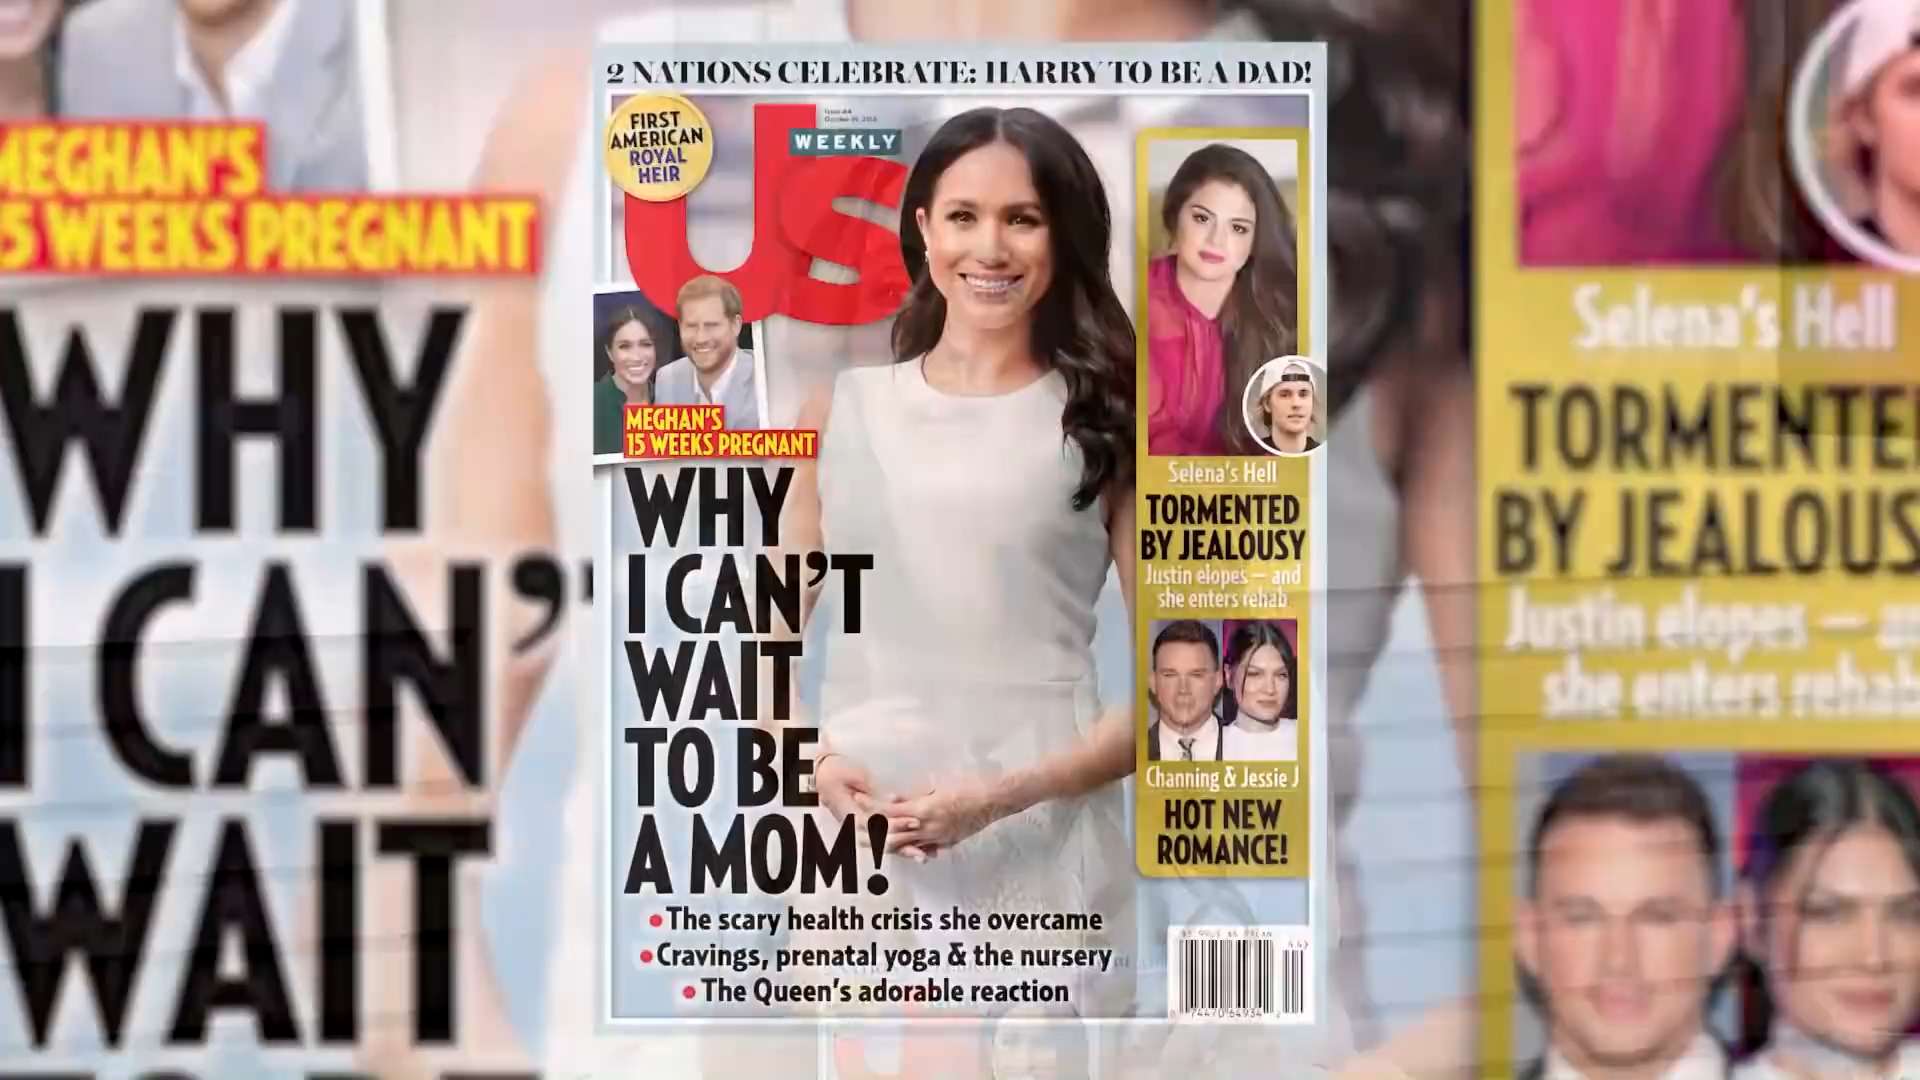 2 NATIONS CELEBRATE: HARRY TO BE A DAD!
FIRST
AMERICAN
ROYAL
HEIR
Us
WEEKLY
MEGHAN'S
15 WEEKS PREGNANT
WHY
I CAN'T
WAIT
TO BE
A MOM!
• The scary health crisis she overcame
• Cravings, prenatal yoga & the nursery
• The Queen's adorable reaction
Selena's Hell
TORMENTED
BY JEALOUSY
Justin elopes – and
she enters rehab
Channing & Jessie J
HOT NEW
ROMANCE!
MEGHAN'S
15 WEEKS PREGNANT
WHY
I CAN'T
WAIT
Selena's Hell
TORMENTED
BY JEALOUS
Justin elopes –
she enters rehab